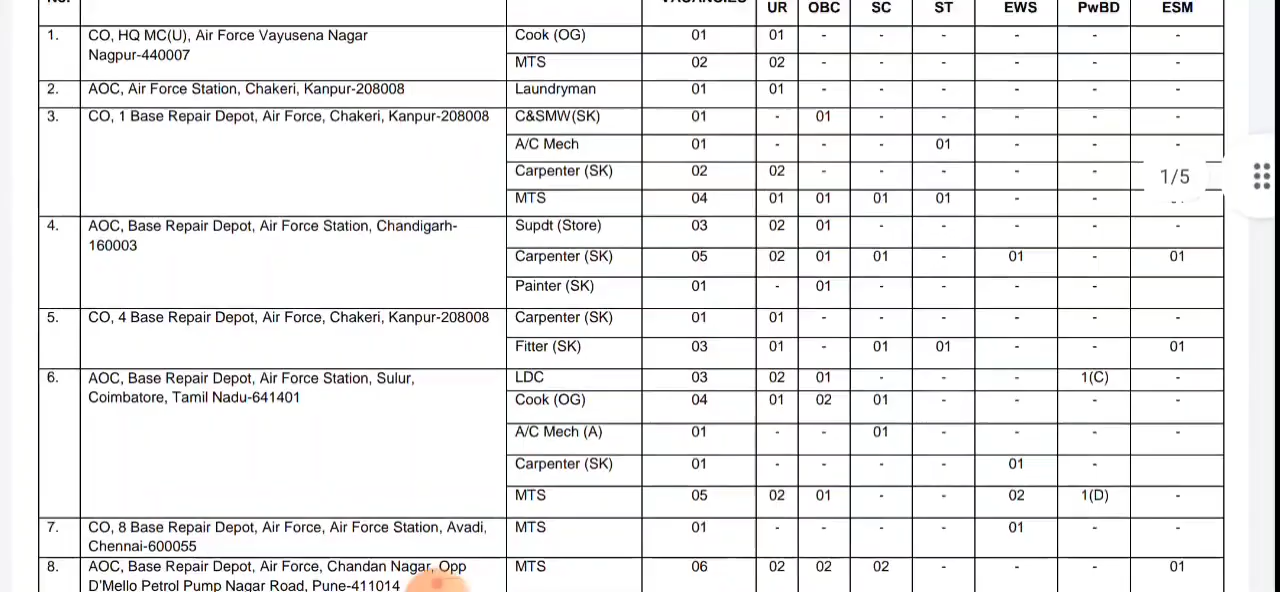 UR OBC SC ST EWS PwBD ESM
1. CO, HQ MC(U), Air Force Vayusena Nagar Cook (OG) 01 01 - - - - - -
Nagpur-440007 MTS 02 02 - - - - - -
2. AOC, Air Force Station, Chakeri, Kanpur-208008 Laundryman 01 01 - - - - - -
3. CO, 1 Base Repair Depot, Air Force, Chakeri, Kanpur-208008 C&SMW(SK) 01 - 01 - - - - -
A/C Mech 01 - - - 01 - - -
Carpenter (SK) 02 02 - - - - -
1/5
MTS 04 01 01 01 01 - - -
4. AOC, Base Repair Depot, Air Force Station, Chandigarh- Supdt (Store) 03 02 01 - - - - -
160003
Carpenter (SK) 05 02 01 01 - 01 - 01
Painter (SK) 01 - 01 - - - -
5. CO, 4 Base Repair Depot, Air Force, Chakeri, Kanpur-208008 Carpenter (SK) 01 01 - - - - - -
Fitter (SK) 03 01 - 01 01 - - 01
6. AOC, Base Repair Depot, Air Force Station, Sulur, LDC 03 02 01 - - - 1(C) -
Coimbatore, Tamil Nadu-641401 Cook (OG) 04 01 02 01 - - - -
A/C Mech (A) 01 - - 01 - - - -
Carpenter (SK) 01 - - - - 01 -
MTS 05 02 01 - - 02 1(D) -
7. CO, 8 Base Repair Depot, Air Force, Air Force Station, Avadi, MTS 01 - - - - 01 - -
Chennai-600055
8. AOC, Base Repair Depot, Air Force, Chandan Nagar, Opp MTS 06 02 02 02 - - - 01
D'Mello Petrol Pump Nagar Road, Pune-411014